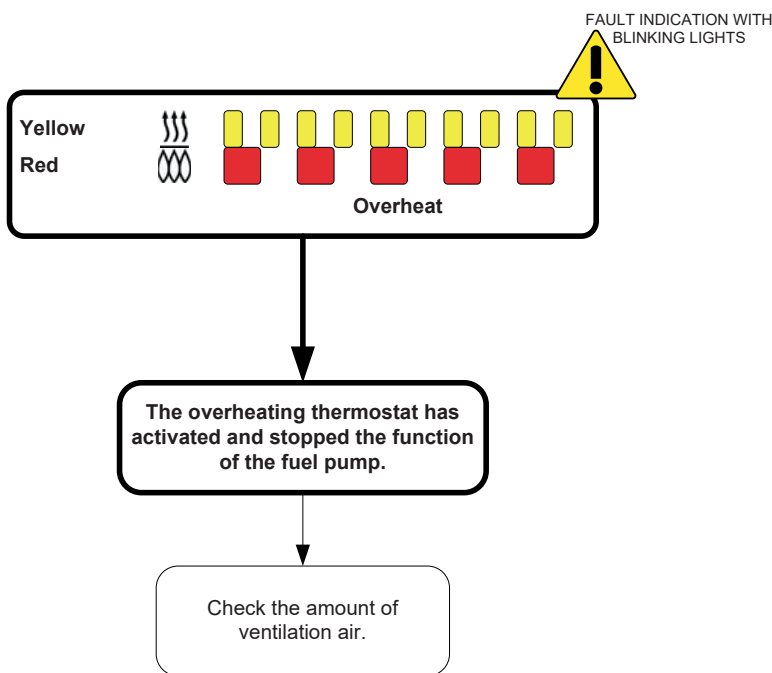 FAULT INDICATION WITH
BLINKING LIGHTS
Yellow
Red
Overheat
The overheating thermostat has
activated and stopped the function
of the fuel pump.
Check the amount of
ventilation air.